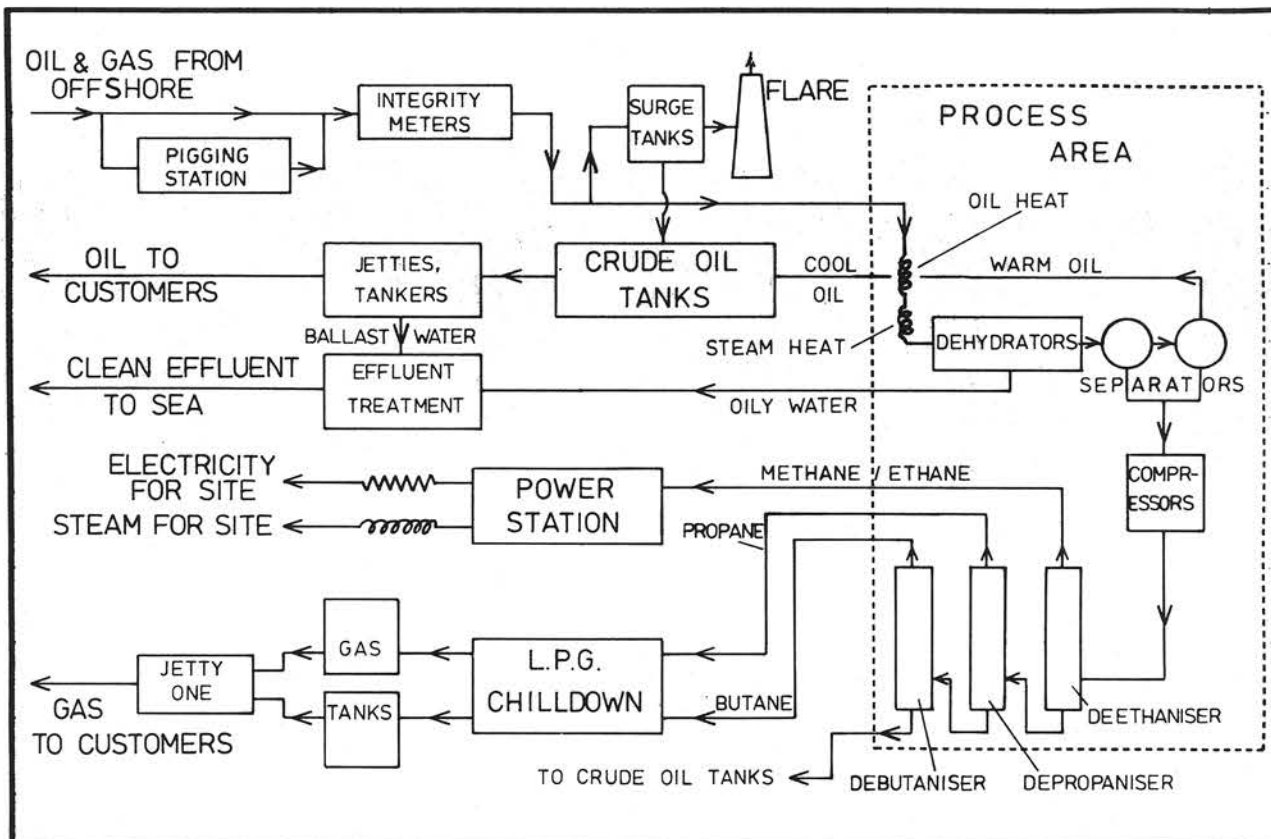 OIL & GAS FROM
OFFSHORE
PIGGING
STATION
INTEGRITY
METERS
SURGE
TANKS
FLARE
PROCESS
AREA
OIL HEAT
OIL TO
CUSTOMERS
JETTIES,
TANKERS
CRUDE OIL
TANKS
COOL
OIL
WARM OIL
BALLAST WATER
STEAM HEAT
DEHYDRATORS
SEPARATORS
CLEAN EFFLUENT
TO SEA
EFFLUENT
TREATMENT
OILY WATER
ELECTRICITY
FOR SITE
STEAM FOR SITE
POWER
STATION
METHANE / ETHANE
COMPR-
ESSORS
PROPANE
GAS
TANKS
L.P.G.
CHILLDOWN
JETTY
ONE
BUTANE
GAS
TO CUSTOMERS
DEETHANISER
TO CRUDE OIL TANKS
DEBUTANISER
DEPROPANISER